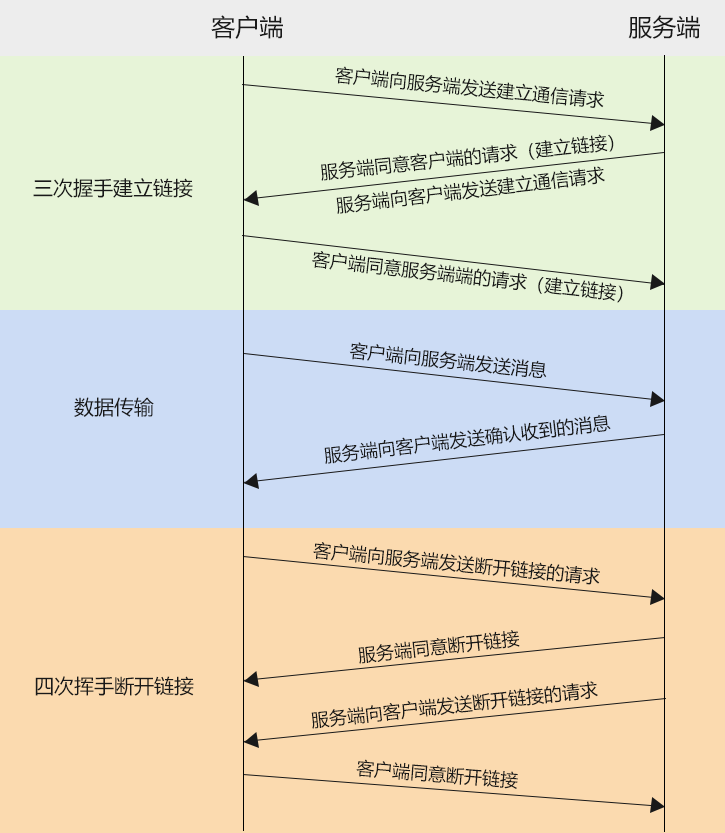 客户端
服务端
客户端向服务端发送建立通信请求
服务端同意客户端的请求（建立链接）
三次握手建立链接
服务端向客户端发送建立通信请求
客户端同意服务端端的请求（建立链接）
客户端向服务端发送消息
数据传输
服务端向客户端发送确认收到的消息
客户端向服务端发送断开链接的请求
服务端同意断开链接
四次挥手断开链接
服务端向客户端发送断开链接的请求
客户端同意断开链接